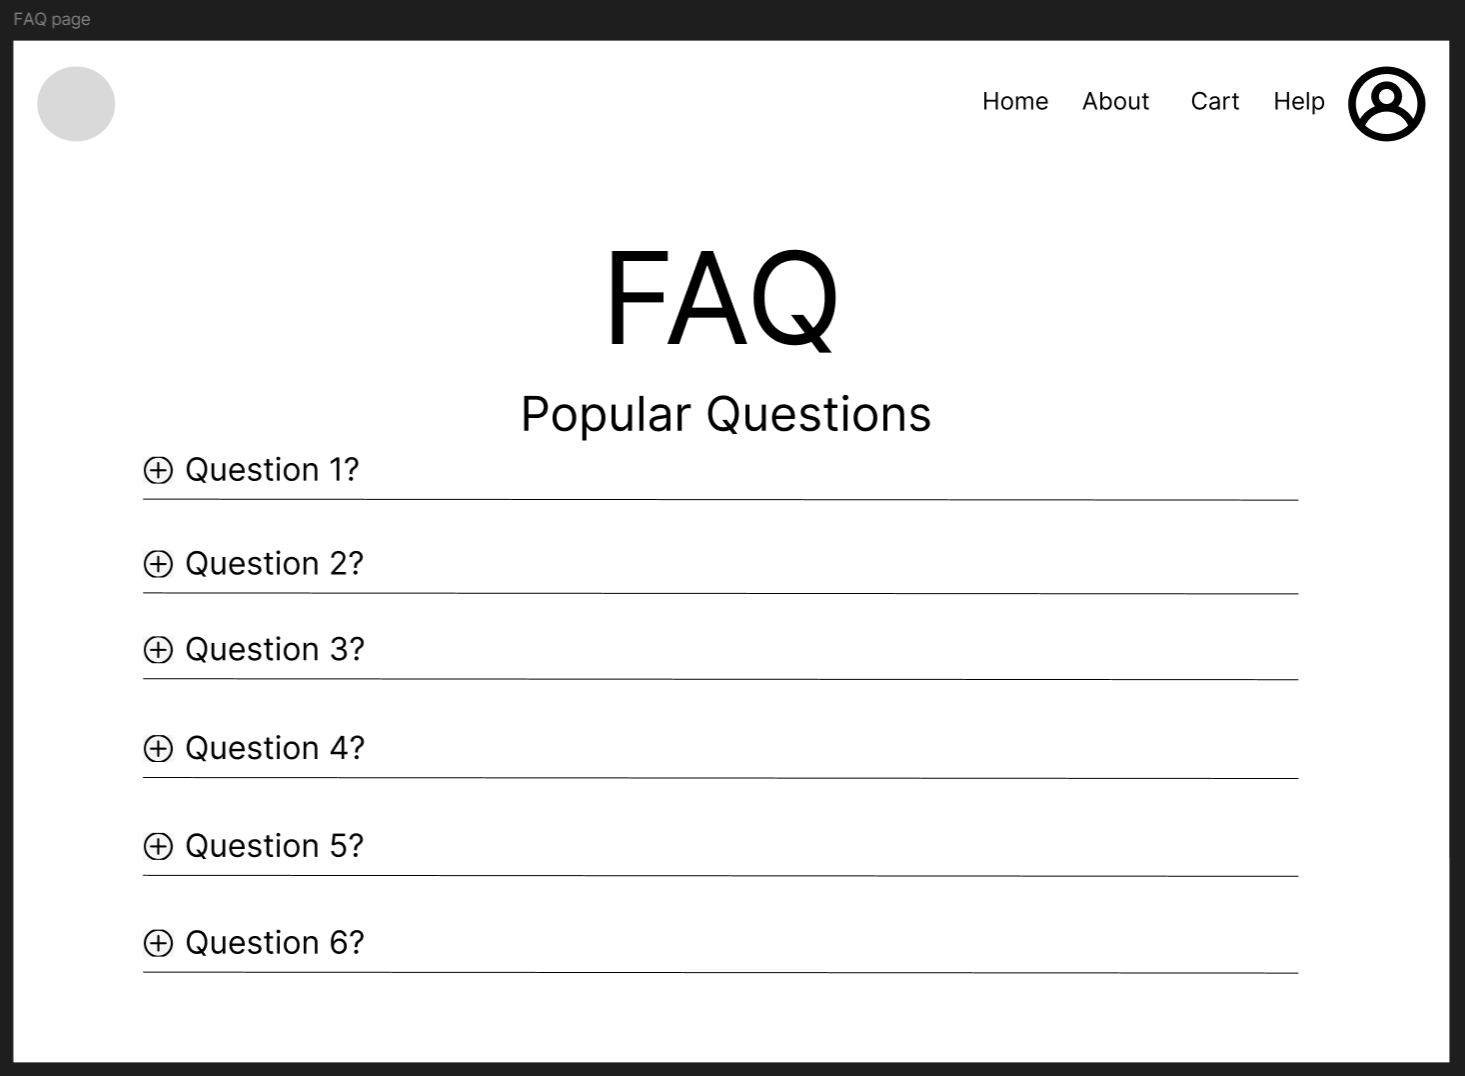 FAQ page
Home About Cart Help
FAQ
Popular Questions
Question 1?
Question 2?
Question 3?
Question 4?
Question 5?
Question 6?